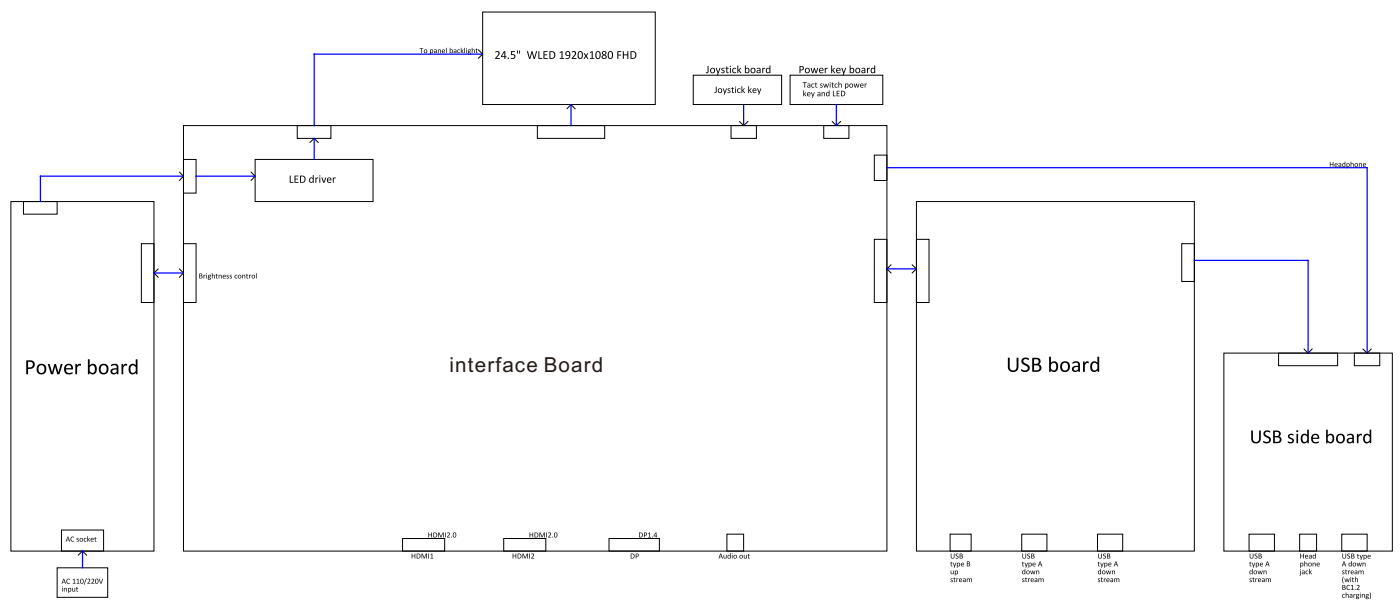 To panel backlight
24.5" WLED 1920x1080 FHD
Joystick board
Joystick key
Power key board
Tact switch power
key and LED
Headphone
LED driver
Brightness control
Power board
interface Board
USB board
USB side board
AC socket
AC 110/220V
input
HDMI2.0
HDMI1
HDMI2.0
HDMI2
DP1.4
DP
Audio out
USB
type B
up
stream
USB
type A
down
stream
USB
type A
down
stream
USB
type A
down
stream
Head
phone
jack
USB type
A down
stream
(with
BC1.2
charging)